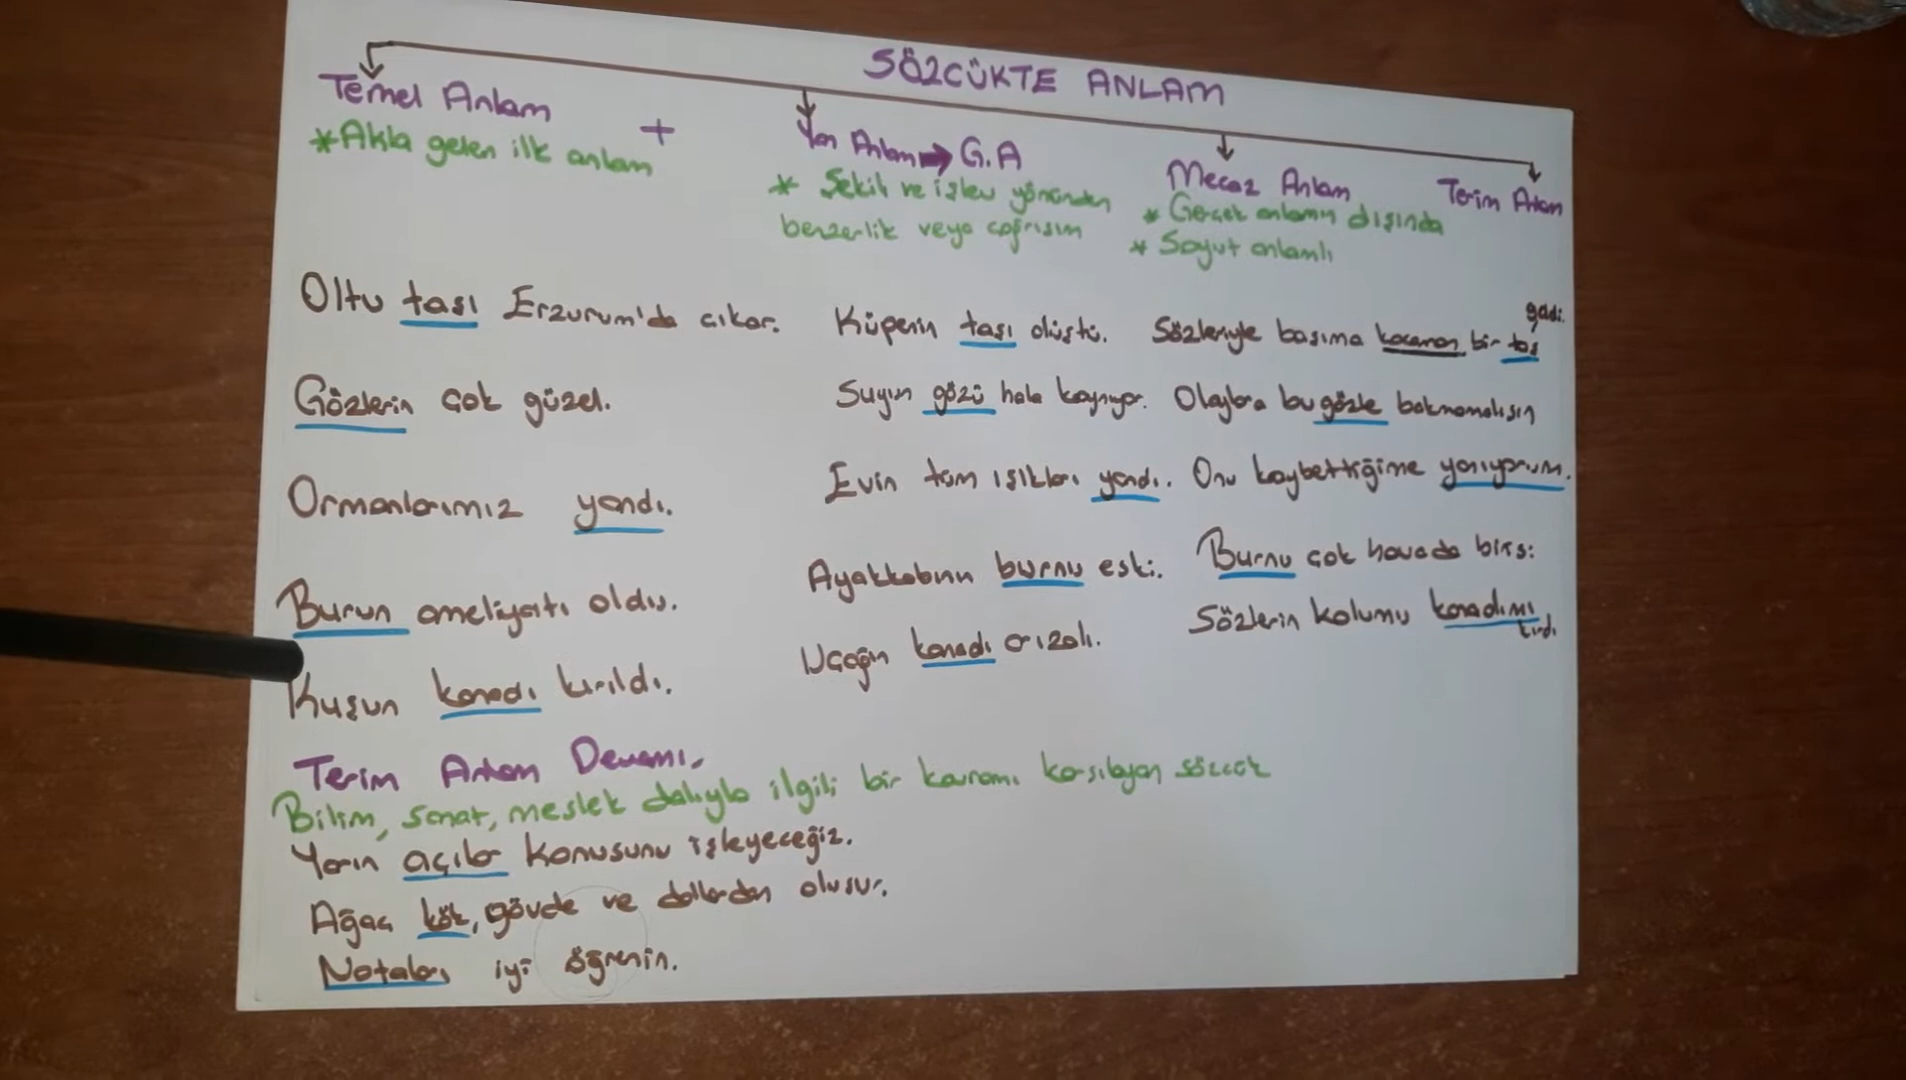 SÖZCÜKTE ANLAM
Temel Anlam
*Akla gelen ilk anlam
+
Yan Anlam → G.A
* Şekil ve işlev yönünden
benzerlik veya çağrışım
Mecaz Anlam
* Gerçek anlamın dışında
* Soyut anlamlı
Terim Anlam
Oltu taşı Erzurum'da çıkar.
Gözlerin çok güzel.
Ormanlarımız yandı.
Burun ameliyatı oldu.
Kuşun kanadı kırıldı.
Küpenin taşı düştü.
Suyun gözü hala kaynıyor.
Evin tüm ışıkları yandı.
Ayakkabının burnu eski.
Uçağın kanadı arızalı.
Sözleriyle başıma kocaman bir taş
geldi.
Olaylara bu gözle bakmamalısın
Onu kaybettiğime yanıyorum.
Burnu çok havada birisi
Sözlerin kolumu kanadımı
kırdı.
Terim Anlam Devamı.
Bilim, sanat, meslek dalıyla ilgili bir kavramı karşılayan sözcük
Yarın açılar konusunu işleyeceğiz.
Ağaç kök, gövde ve dallardan oluşur.
Notaları iyi öğrenin.